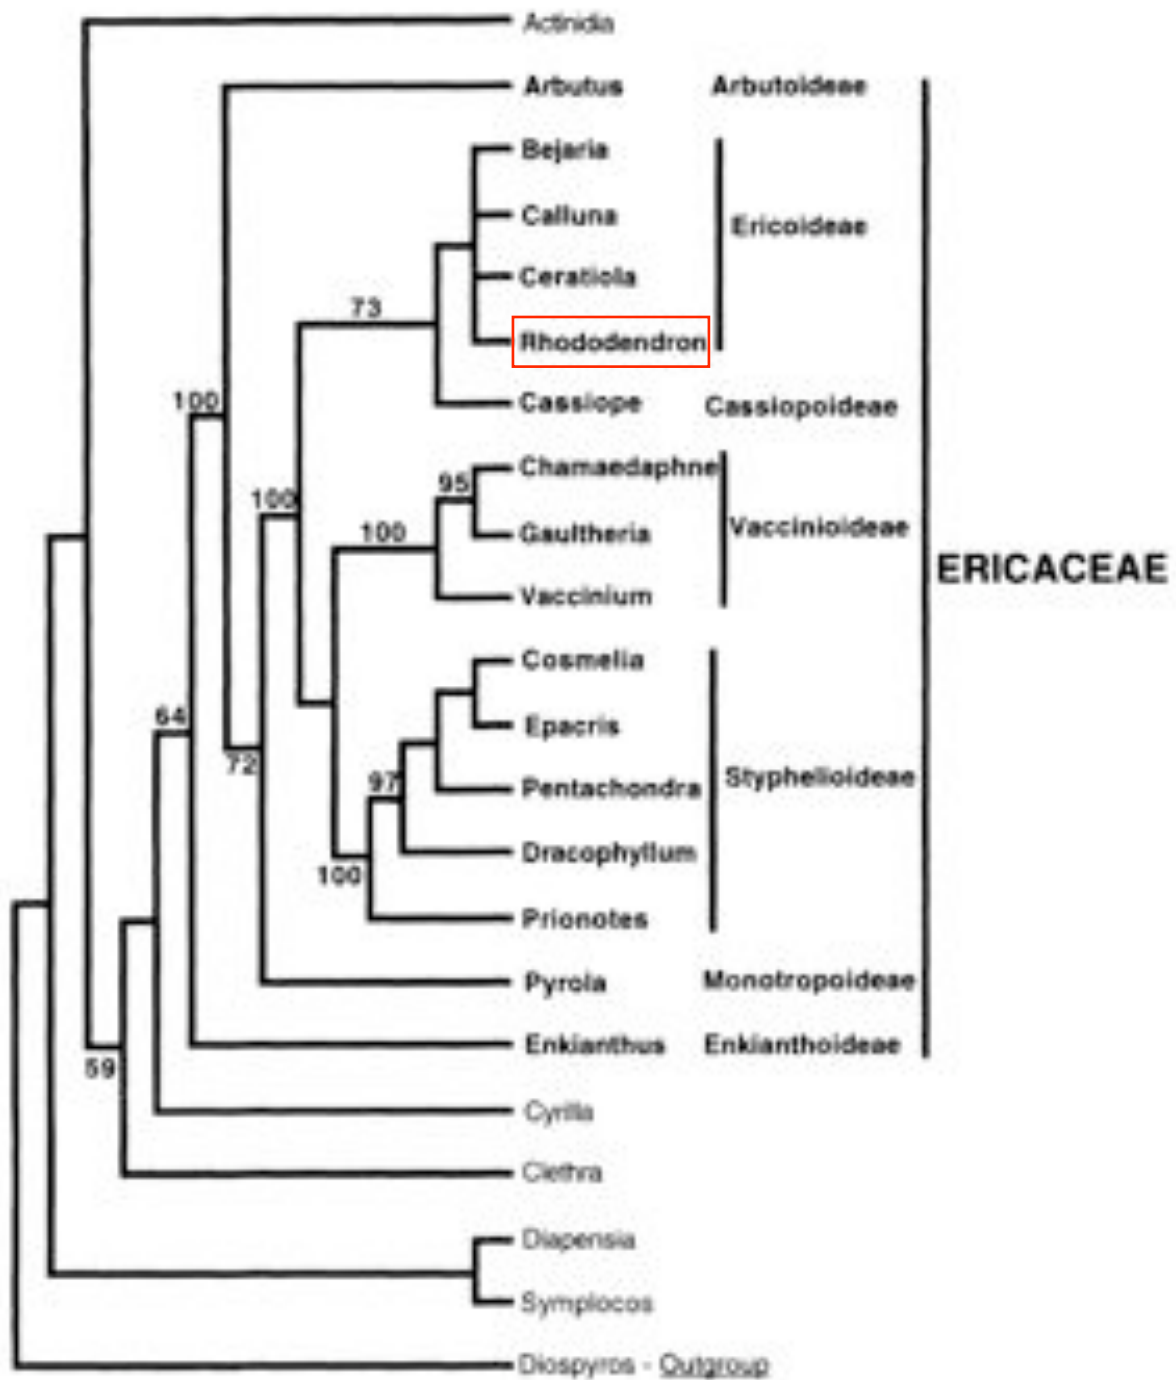 Actinidia
Arbutus Arbutoideae
Bejaria
Calluna Ericoideae
Ceratiola
73
Rhododendron
100 Cassiope Cassiopoideae
Chamaedaphne
95
100 Gaultheria Vaccinioideae
100
ERICACEAE
Vaccinium
Cosmelia
64 Epacris
72 97 Pentachondra Styphelioideae
Dracophyllum
100
Prionotes
Pyrola Monotropoideae
Enkianthus Enkianthoideae
59
Cyrilla
Clethra
Diapensia
Symplocos
Diospyros - Outgroup